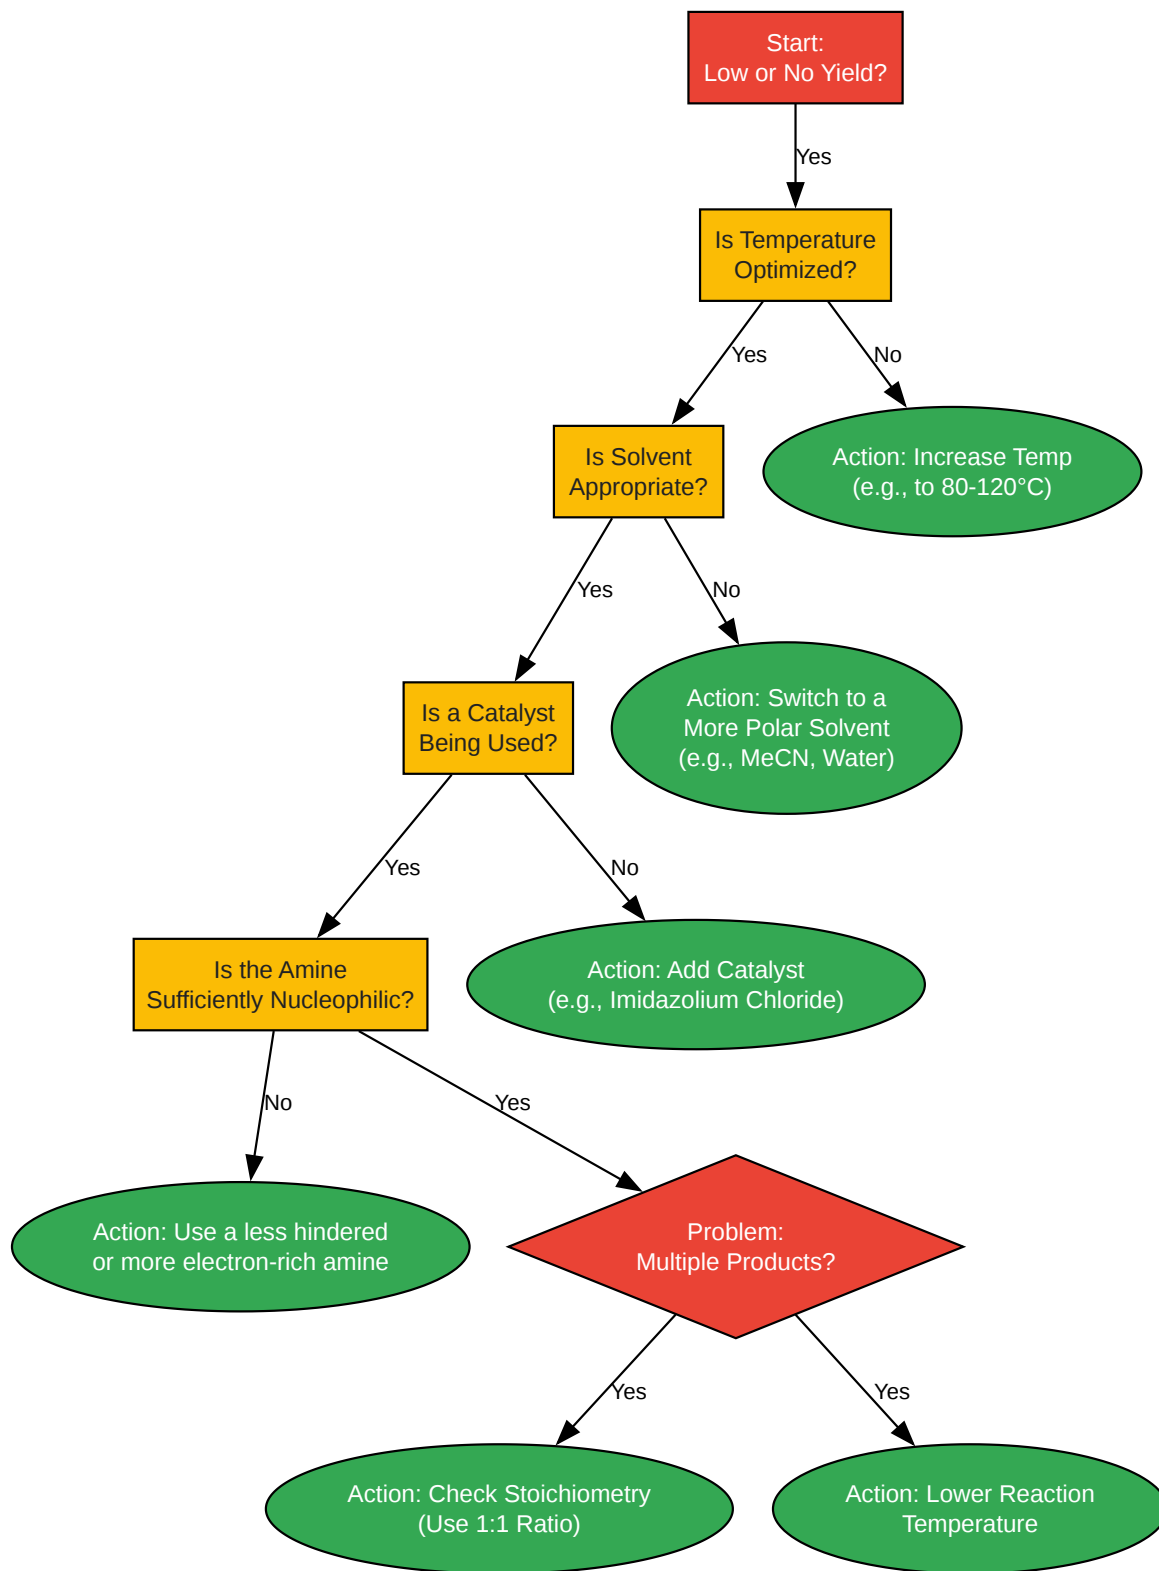 Start:
Low or No Yield?
Yes
Is Temperature
Optimized?
Yes
No
Is Solvent
Appropriate?
Action: Increase Temp
(e.g., to 80-120°C)
Yes
No
Is a Catalyst
Being Used?
Action: Switch to a
More Polar Solvent
(e.g., MeCN, Water)
Yes
No
Is the Amine
Sufficiently Nucleophilic?
Action: Add Catalyst
(e.g., Imidazolium Chloride)
No
Yes
Action: Use a less hindered
or more electron-rich amine
Problem:
Multiple Products?
Yes
Yes
Action: Check Stoichiometry
(Use 1:1 Ratio)
Action: Lower Reaction
Temperature